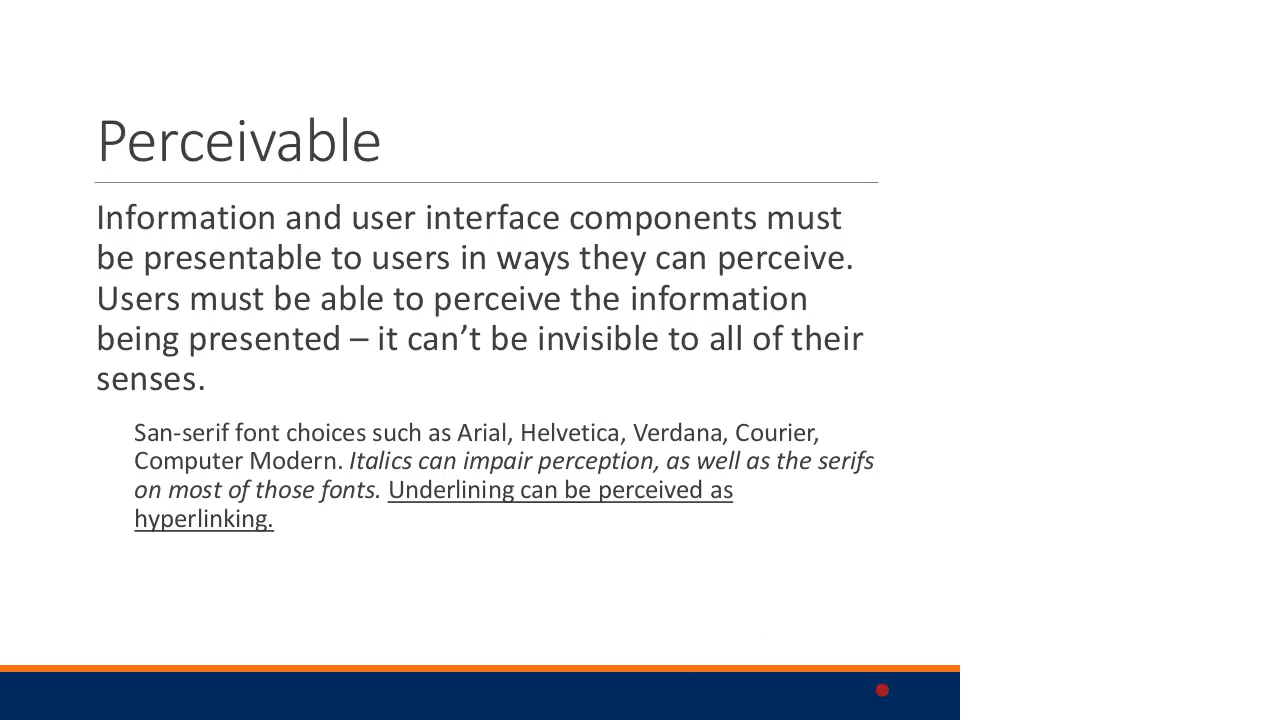 Perceivable
Information and user interface components must
be presentable to users in ways they can perceive.
Users must be able to perceive the information
being presented – it can’t be invisible to all of their
senses.
San-serif font choices such as Arial, Helvetica, Verdana, Courier,
Computer Modern. Italics can impair perception, as well as the serifs
on most of those fonts. Underlining can be perceived as
hyperlinking.